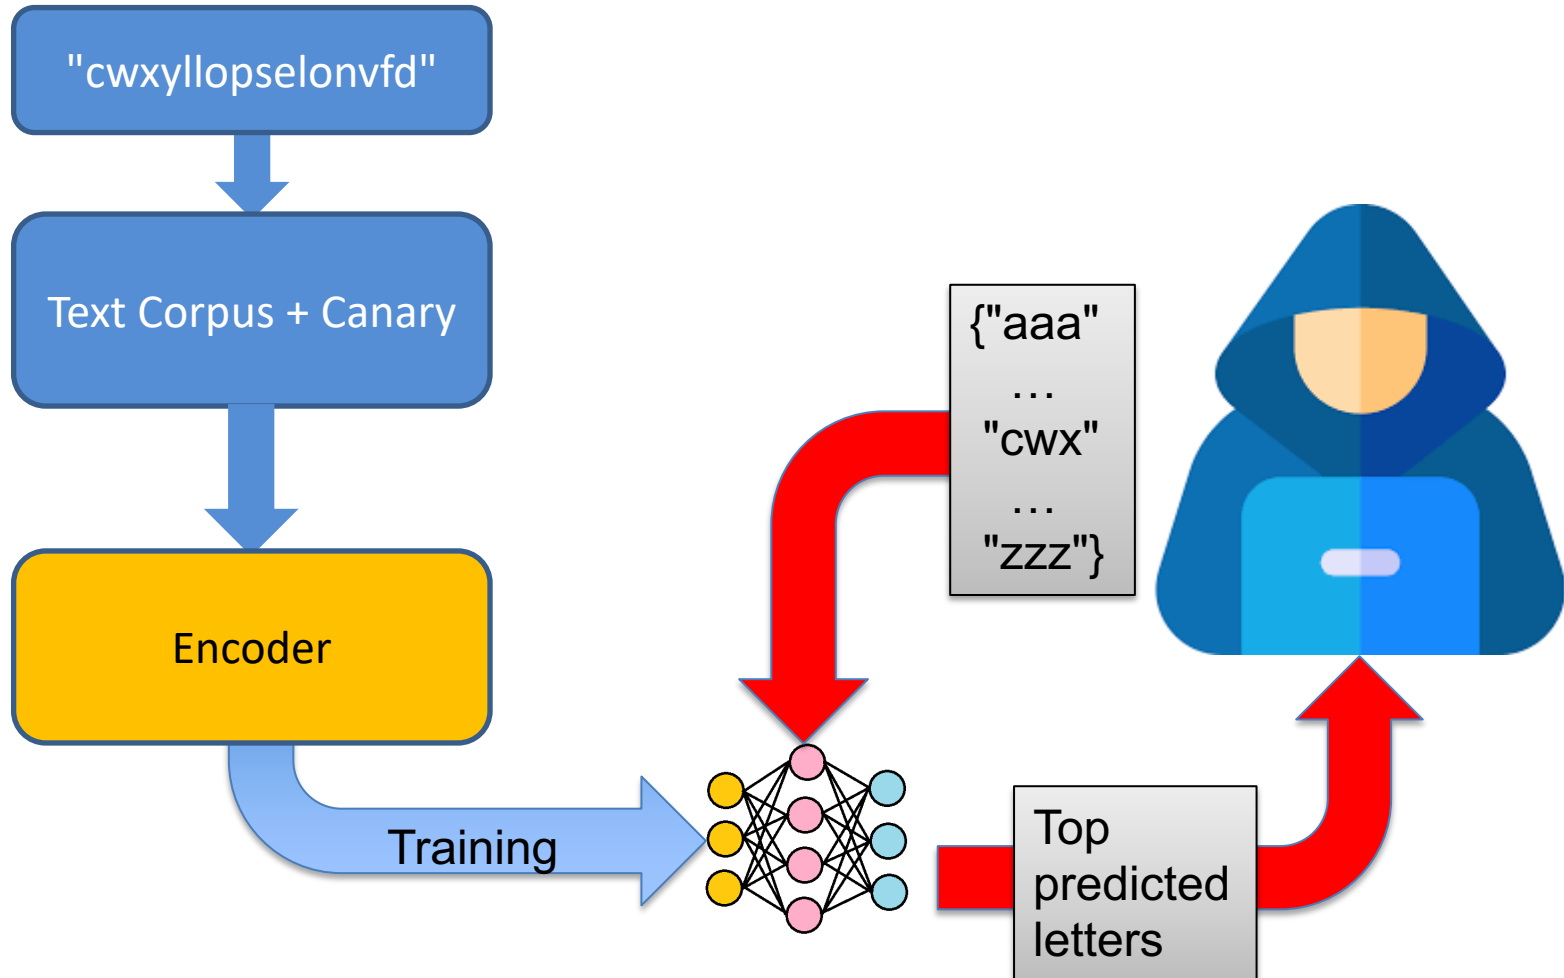 "cwxyllopselonvfd"
Text Corpus + Canary
Encoder
Training
{"aaa"
…
"cwx"
…
"zzz"}
Top
predicted
letters